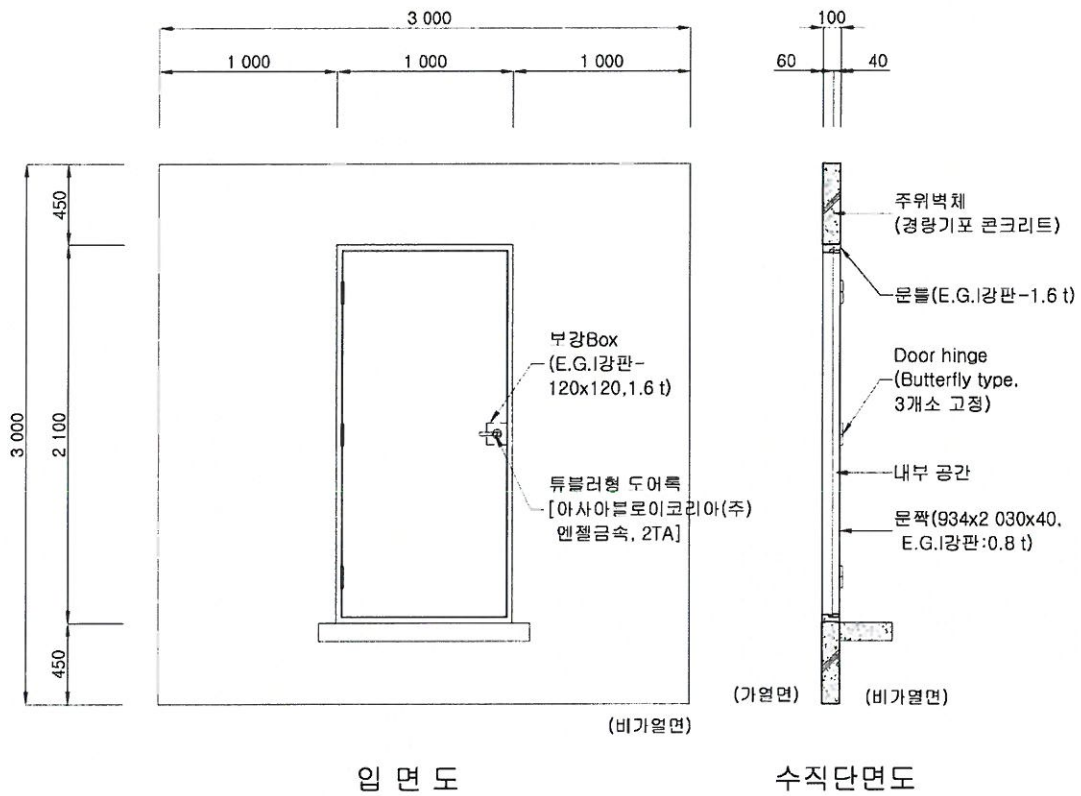 3 000
1 000
1 000
1 000
100
60
40
450
2 100
3 000
450
보강Box
(E.G.I강판-
120x120,1.6 t)
튜블러형 도어록
[아사아블로이코리아(주)
엔젤금속, 2TA]
(비가열면)
주위벽체
(경량기포 콘크리트)
문틀(E.G.I강판-1.6 t)
Door hinge
(Butterfly type,
3개소 고정)
내부 공간
문짝(934x2 030x40,
E.G.I강판:0.8 t)
(가열면)
(비가열면)
입 면 도
수직단면도